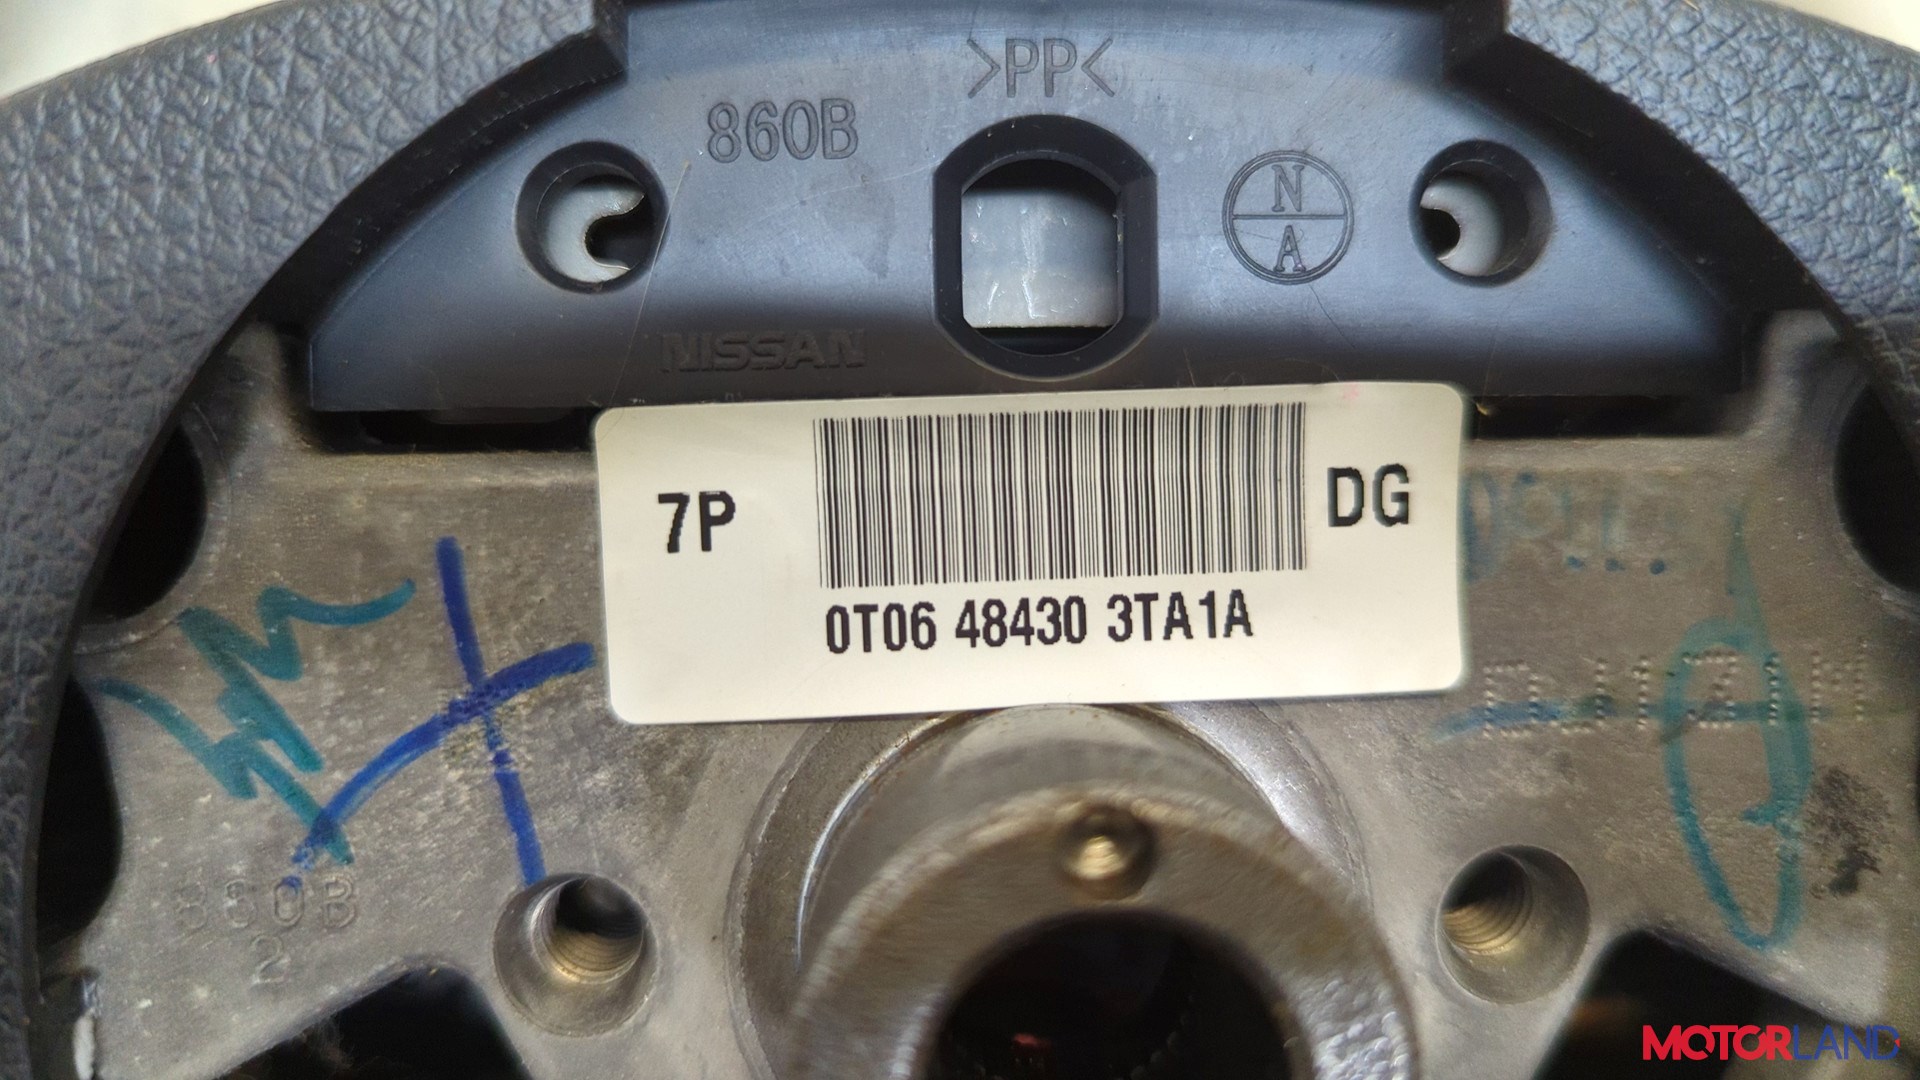 >PP<
860B
N
A
NISSAN
7P
DG
0T06 48430 3TA1A
860B
2
MOTORLAND